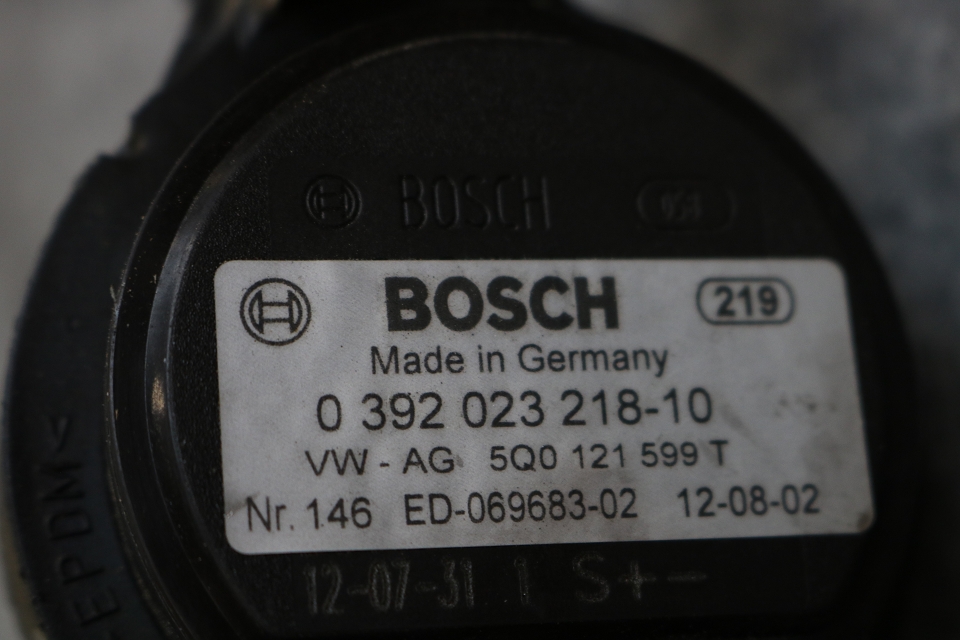 BOSCH
BOSCH 219
Made in Germany
0 392 023 218-10
VW - AG 5Q0 121 599 T
Nr. 146 ED-069683-02 12-08-02
12-07-31 1 S+-
EPDM<